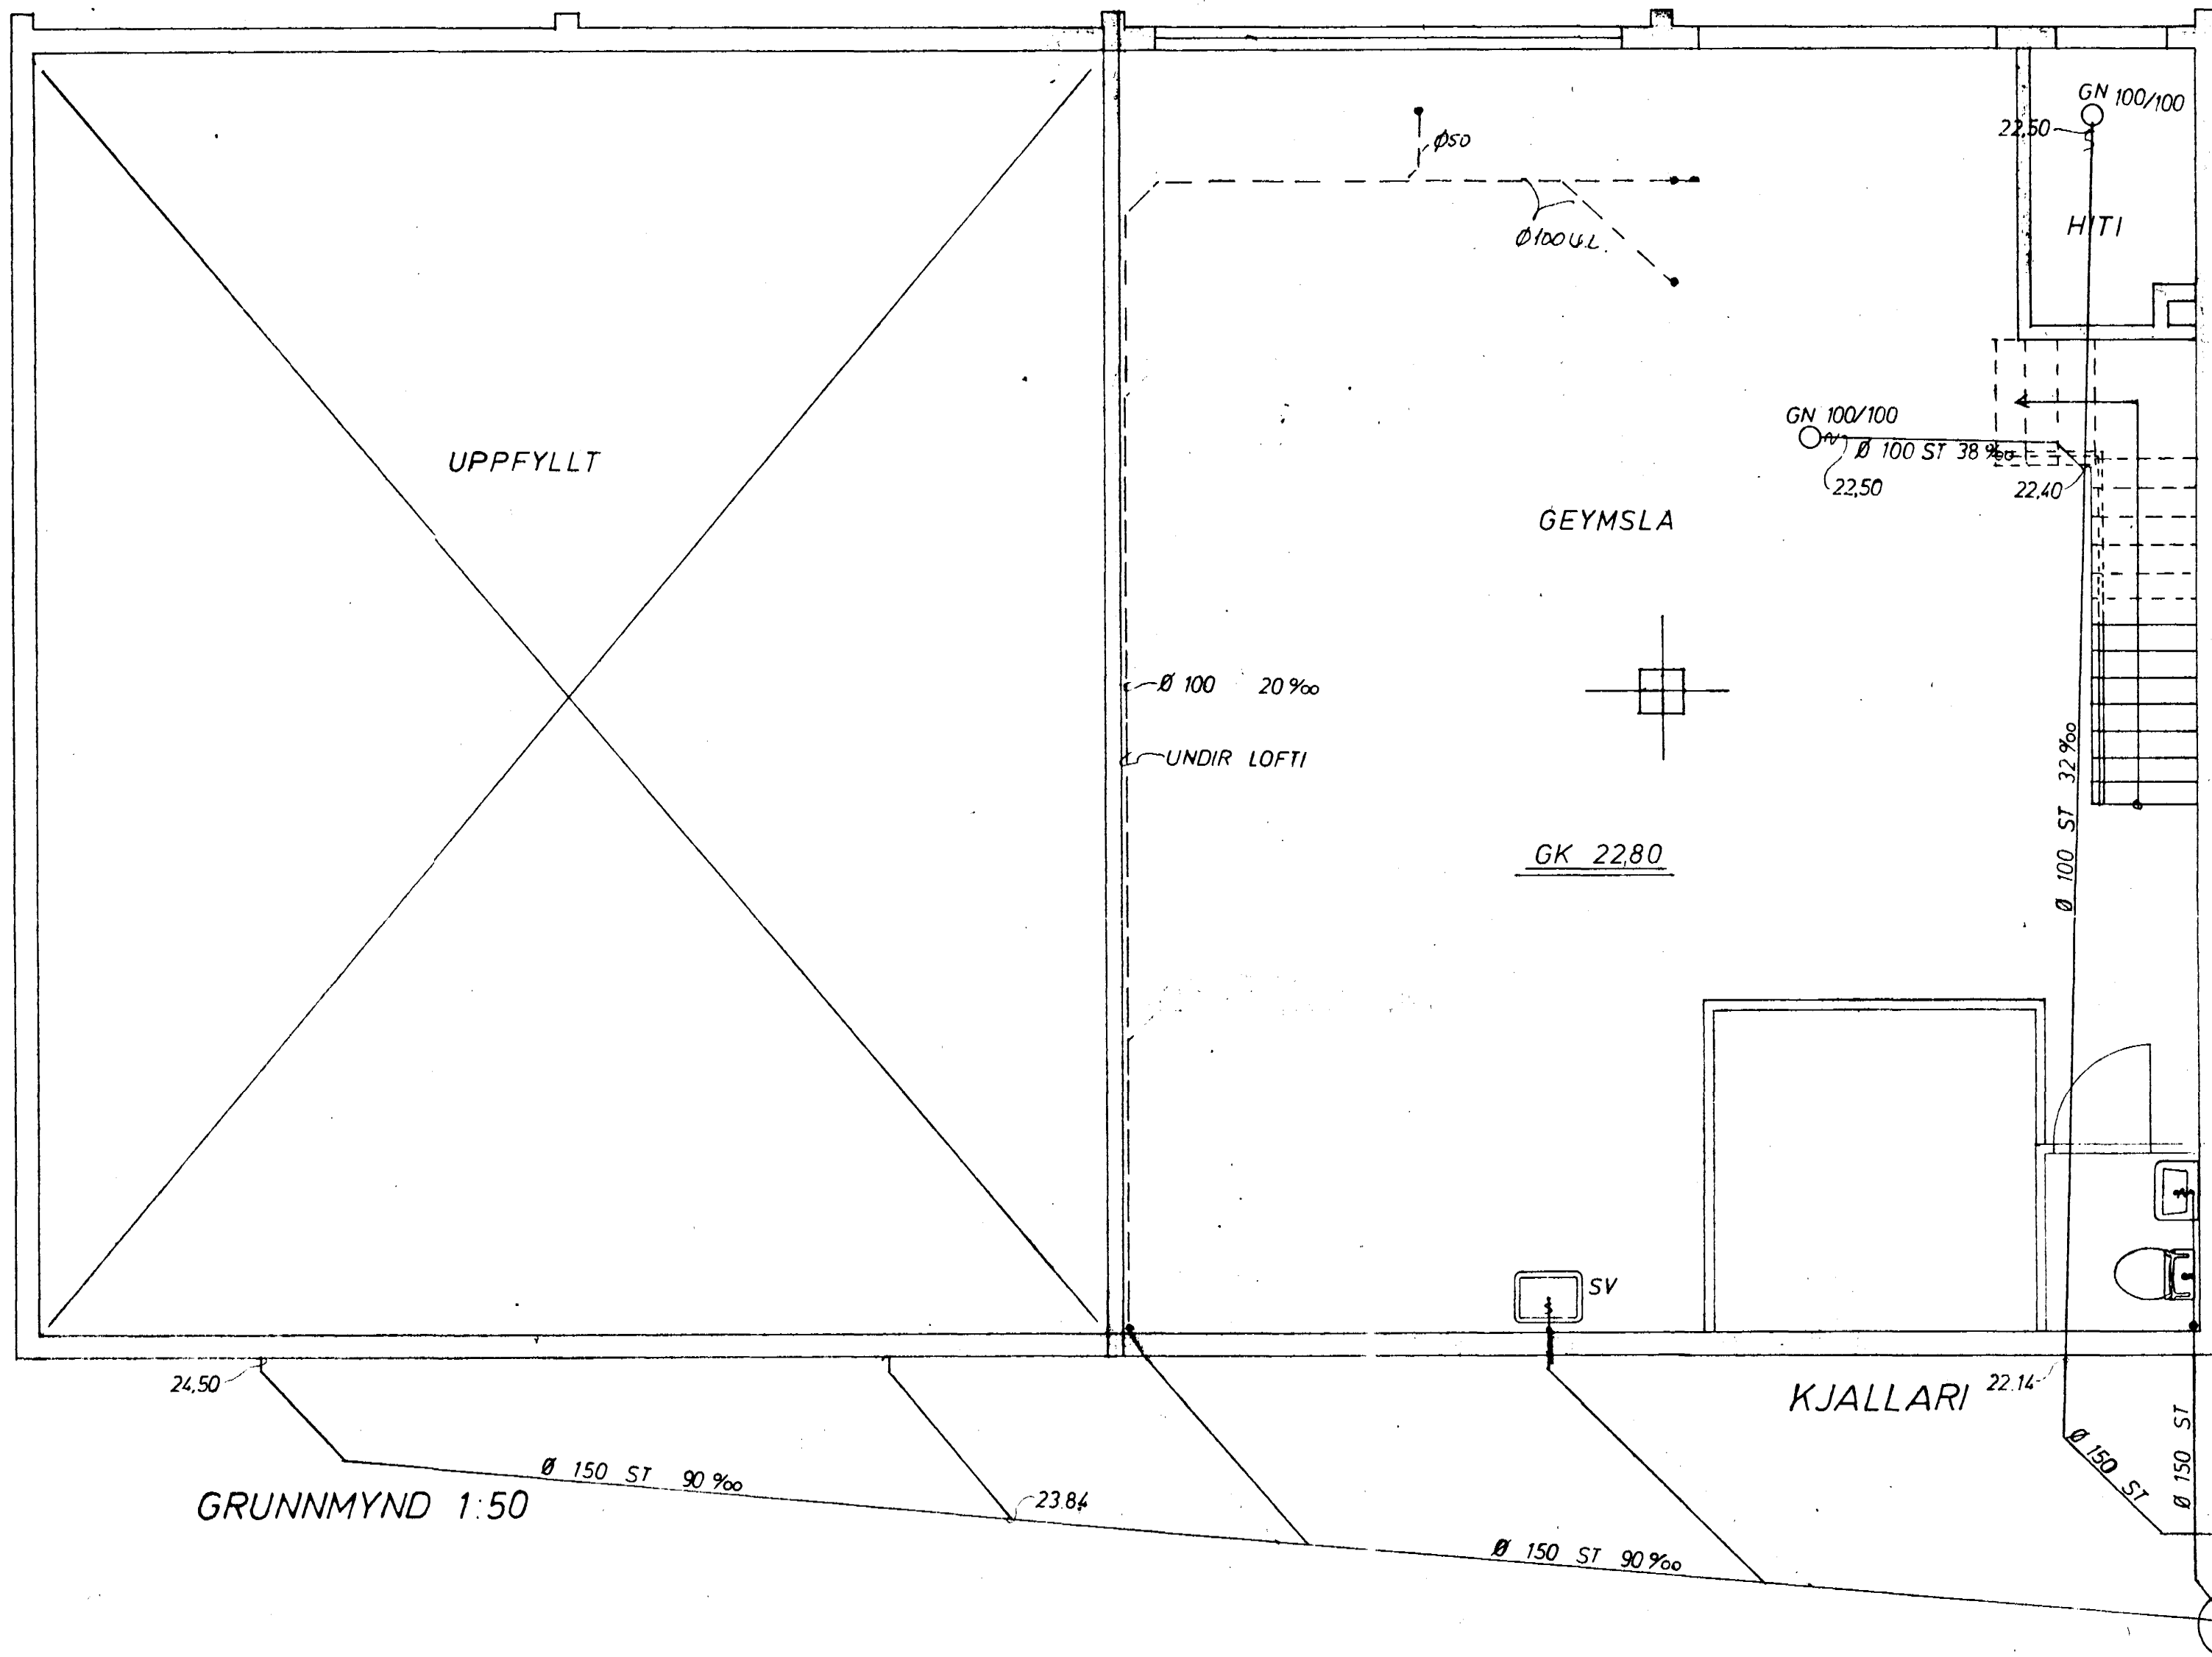 GN 100/100
22,50
Ø50
Ø100 U.L.
HITI
UPPFYLLT
GN 100/100
Ø 100 ST 38 ‰
22,50
22,40
GEYMSLA
Ø 100 20 ‰
UNDIR LOFTI
Ø 100 ST 32 ‰
GK 22,80
SV
24,50
KJALLARI
22.14
Ø 150 ST
Ø 150 ST
Ø 150 ST 90 ‰
23.84
GRUNNMYND 1:50
Ø 150 ST 90 ‰